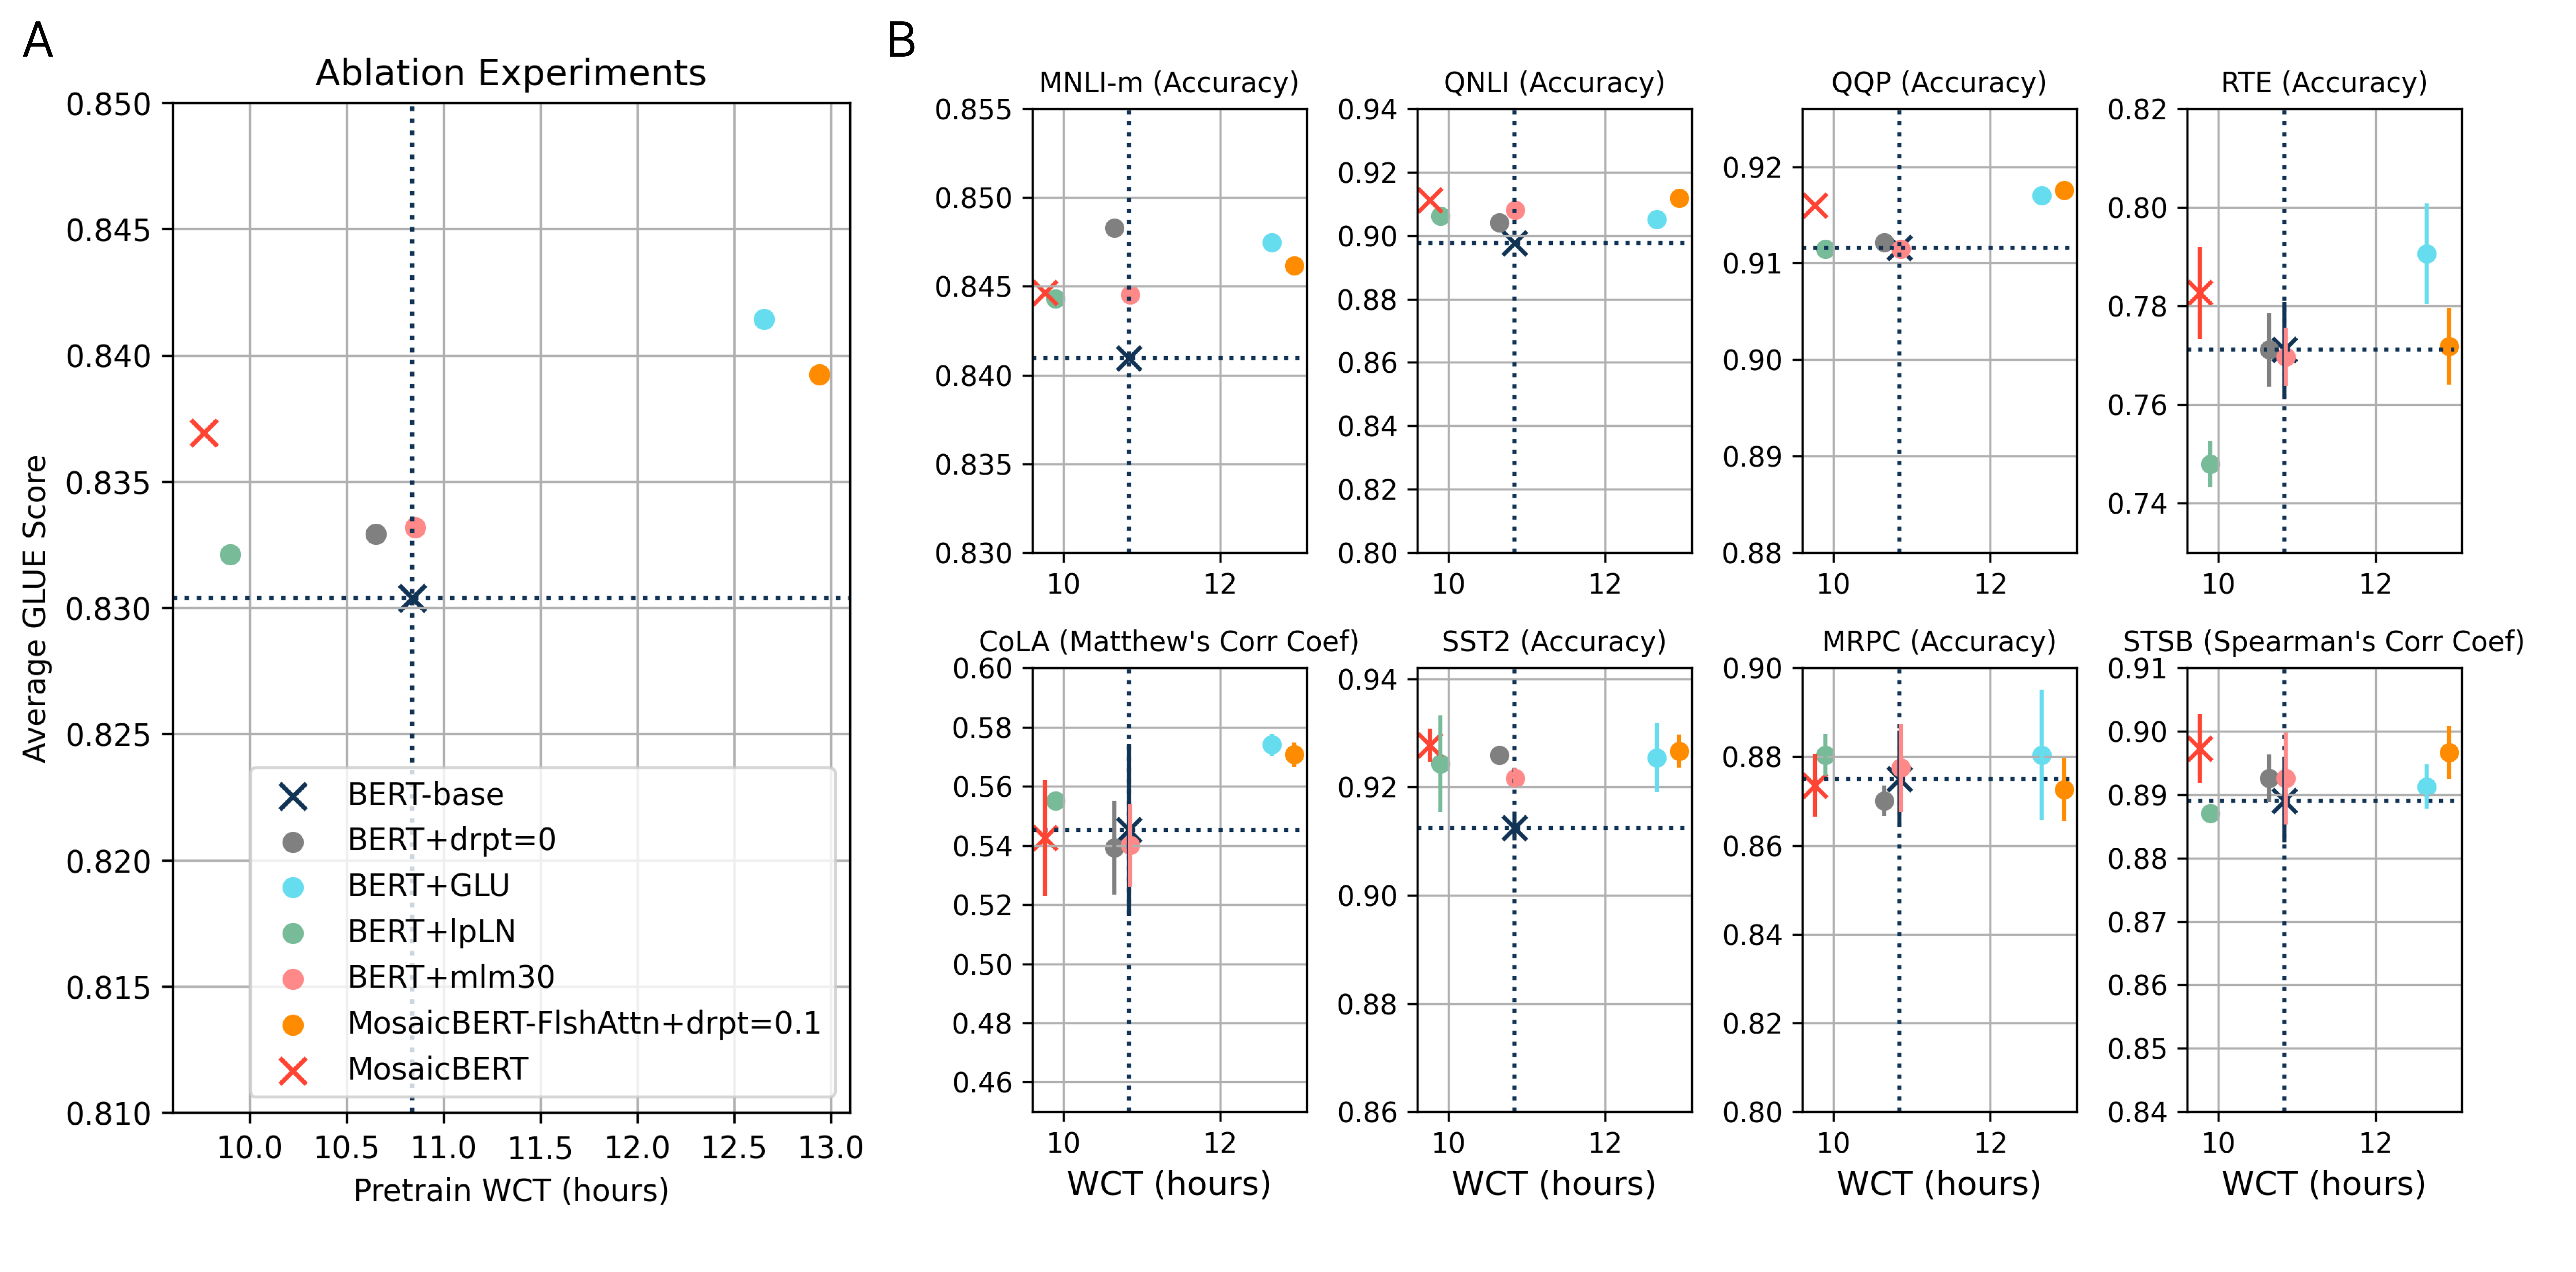 A
Ablation Experiments
Average GLUE Score
0.850
0.845
0.840
0.835
0.830
0.825
0.820
0.815
0.810
BERT-base
BERT+drpt=0
BERT+GLU
BERT+lpLN
BERT+mlm30
MosaicBERT-FlshAttn+drpt=0.1
MosaicBERT
10.0 10.5 11.0 11.5 12.0 12.5 13.0
Pretrain WCT (hours)
B
MNLI-m (Accuracy)
0.855
0.850
0.845
0.840
0.835
0.830
10 12
QNLI (Accuracy)
0.94
0.92
0.90
0.88
0.86
0.84
0.82
0.80
10 12
QQP (Accuracy)
0.92
0.91
0.90
0.89
0.88
10 12
RTE (Accuracy)
0.82
0.80
0.78
0.76
0.74
10 12
CoLA (Matthew's Corr Coef)
0.60
0.58
0.56
0.54
0.52
0.50
0.48
0.46
10 12
WCT (hours)
SST2 (Accuracy)
0.94
0.92
0.90
0.88
0.86
10 12
WCT (hours)
MRPC (Accuracy)
0.90
0.88
0.86
0.84
0.82
0.80
10 12
WCT (hours)
STSB (Spearman's Corr Coef)
0.91
0.90
0.89
0.88
0.87
0.86
0.85
0.84
10 12
WCT (hours)